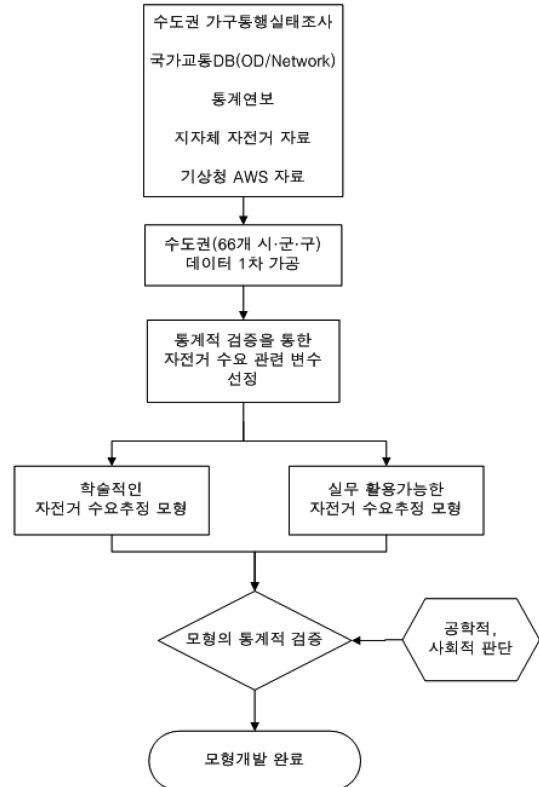 수도권 가구통행실태조사
국가교통DB(OD/Network)
통계연보
지자체 자전거 자료
기상청 AWS 자료
수도권(66개 시·군·구)
데이터 1차 가공
통계적 검증을 통한
자전거 수요 관련 변수
선정
학술적인
자전거 수요추정 모형
실무 활용가능한
자전거 수요추정 모형
모형의 통계적 검증
공학적,
사회적 판단
모형개발 완료